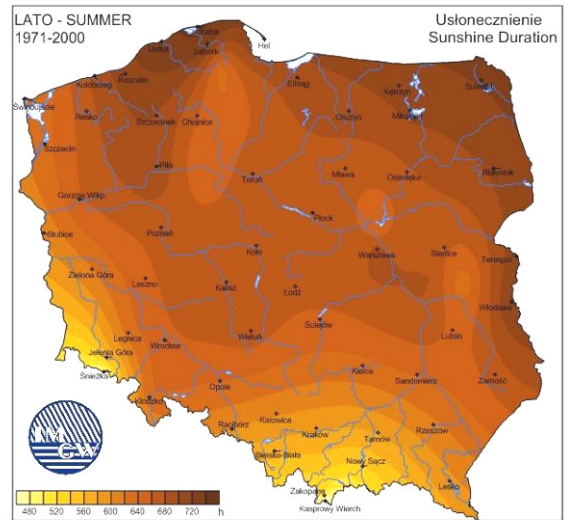 LATO - SUMMER
1971-2000
Usłonecznienie
Sunshine Duration
Łeba
Ustka
Lębork
Hel
Koszalin
Kołobrzeg
Elbląg
Kętrzyn
Suwałki
Świnoujście
Resko
Szczecinek
Chojnice
Olsztyn
Mikołajki
Szczecin
Piła
Toruń
Mława
Ostrołęka
Białystok
Gorzów Wlkp.
Płock
Słubice
Poznań
Koło
Warszawa
Siedlce
Terespol
Zielona Góra
Leszno
Kalisz
Łódź
Włodawa
Sulejów
Legnica
Wrocław
Wieluń
Lublin
Jelenia Góra
Śnieżka
Kielce
Opole
Sandomierz
Zamość
Kłodzko
Racibórz
Katowice
Kraków
Tarnów
Rzeszów
Bielsko-Biała
Nowy Sącz
Lesko
Zakopane
Kasprowy Wierch
IM
GW
480 520 560 600 640 680 720 h